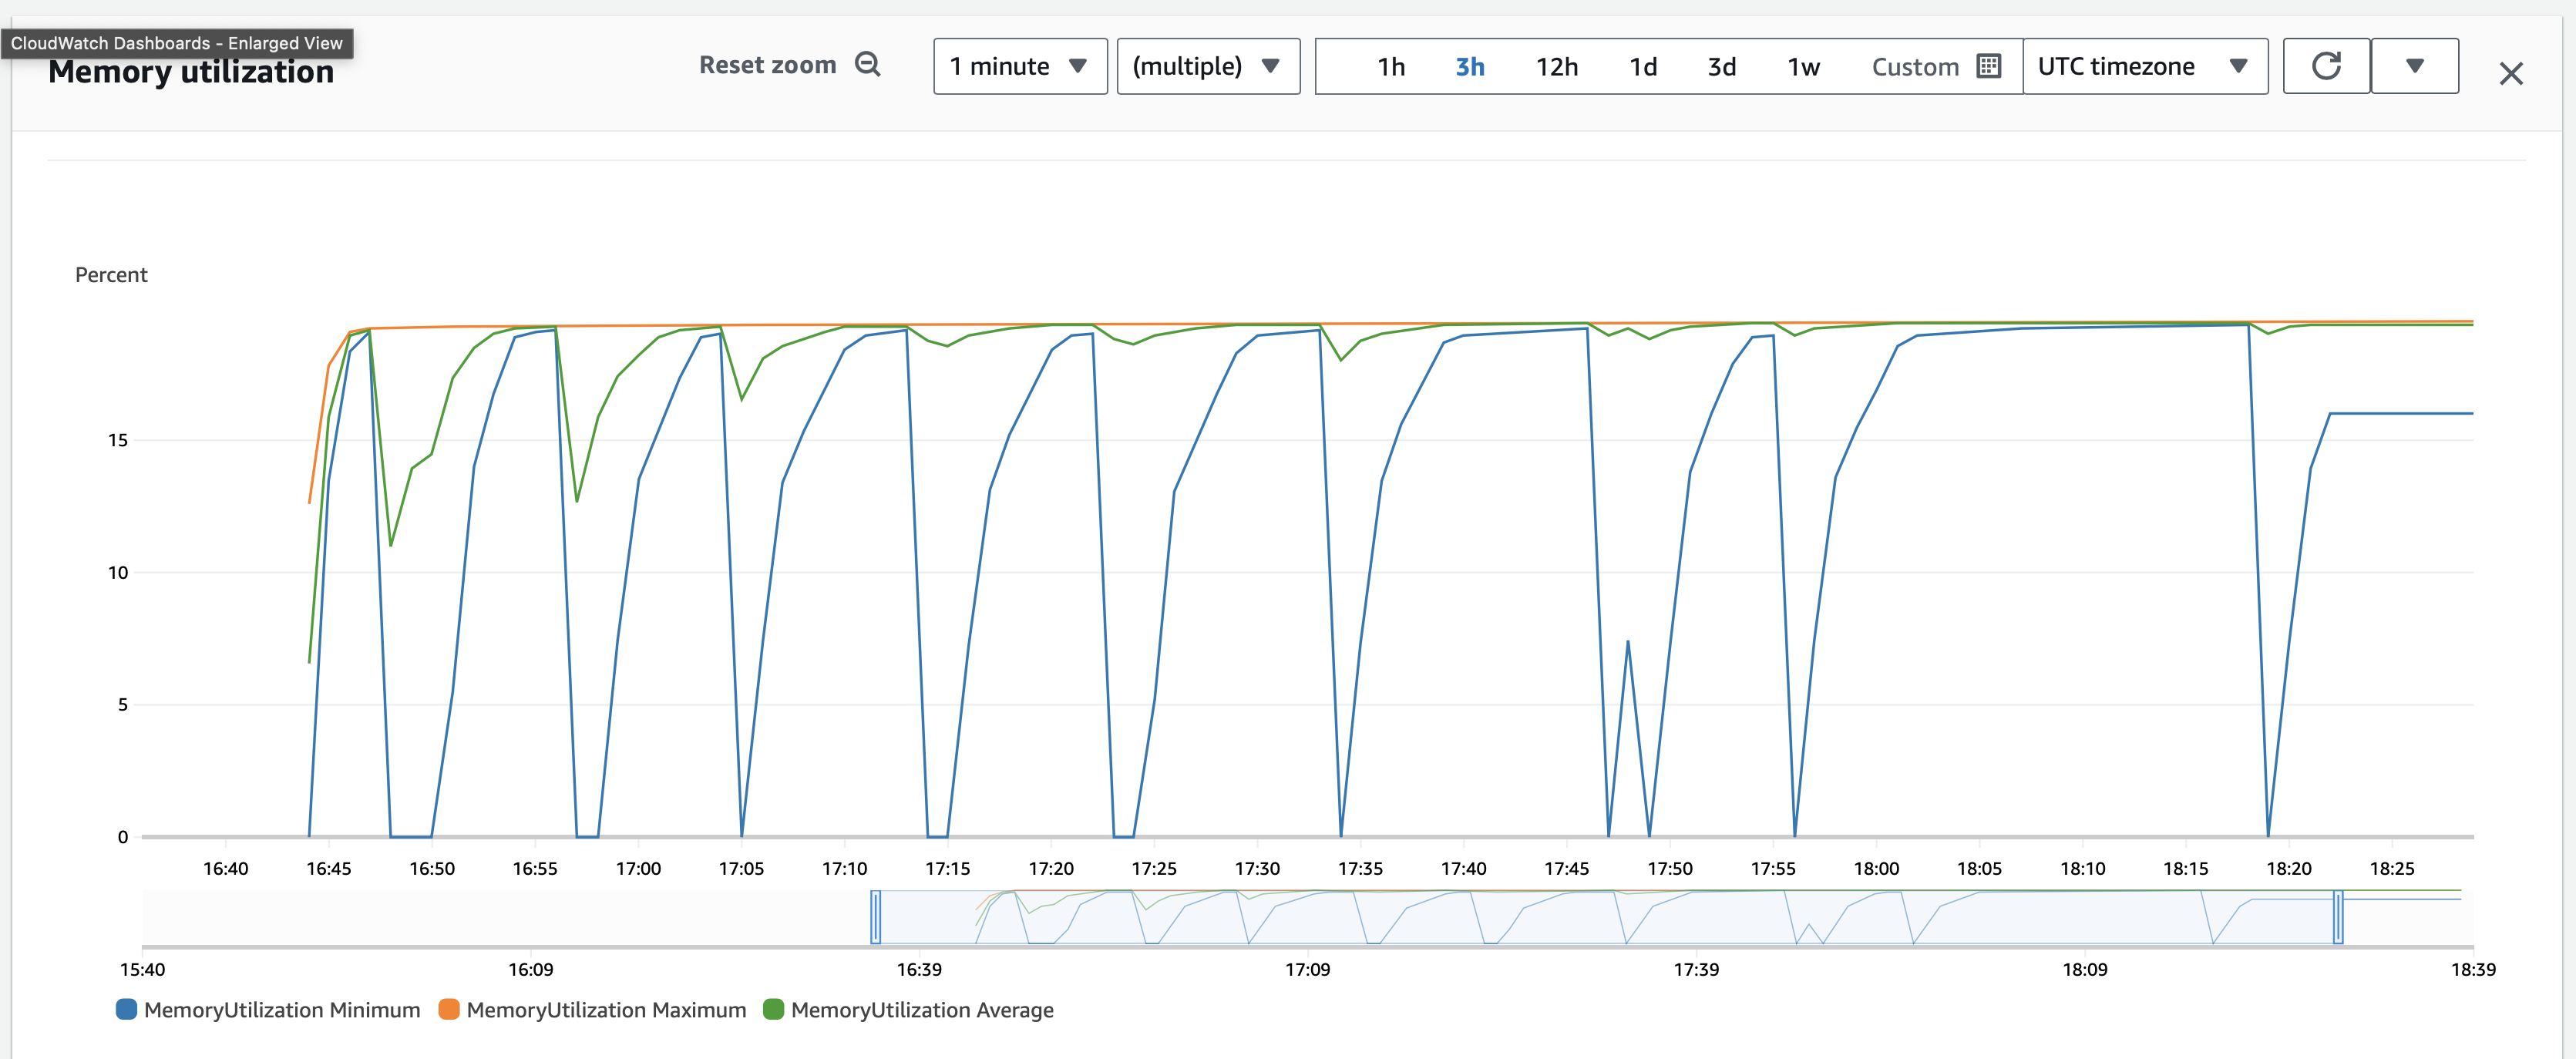 CloudWatch Dashboards - Enlarged View
Memory utilization
Reset zoom
1 minute
(multiple)
1h 3h 12h 1d 3d 1w Custom
UTC timezone
Percent
15
10
5
0
16:40 16:45 16:50 16:55 17:00 17:05 17:10 17:15 17:20 17:25 17:30 17:35 17:40 17:45 17:50 17:55 18:00 18:05 18:10 18:15 18:20 18:25
15:40 16:09 16:39 17:09 17:39 18:09 18:39
MemoryUtilization Minimum MemoryUtilization Maximum MemoryUtilization Average